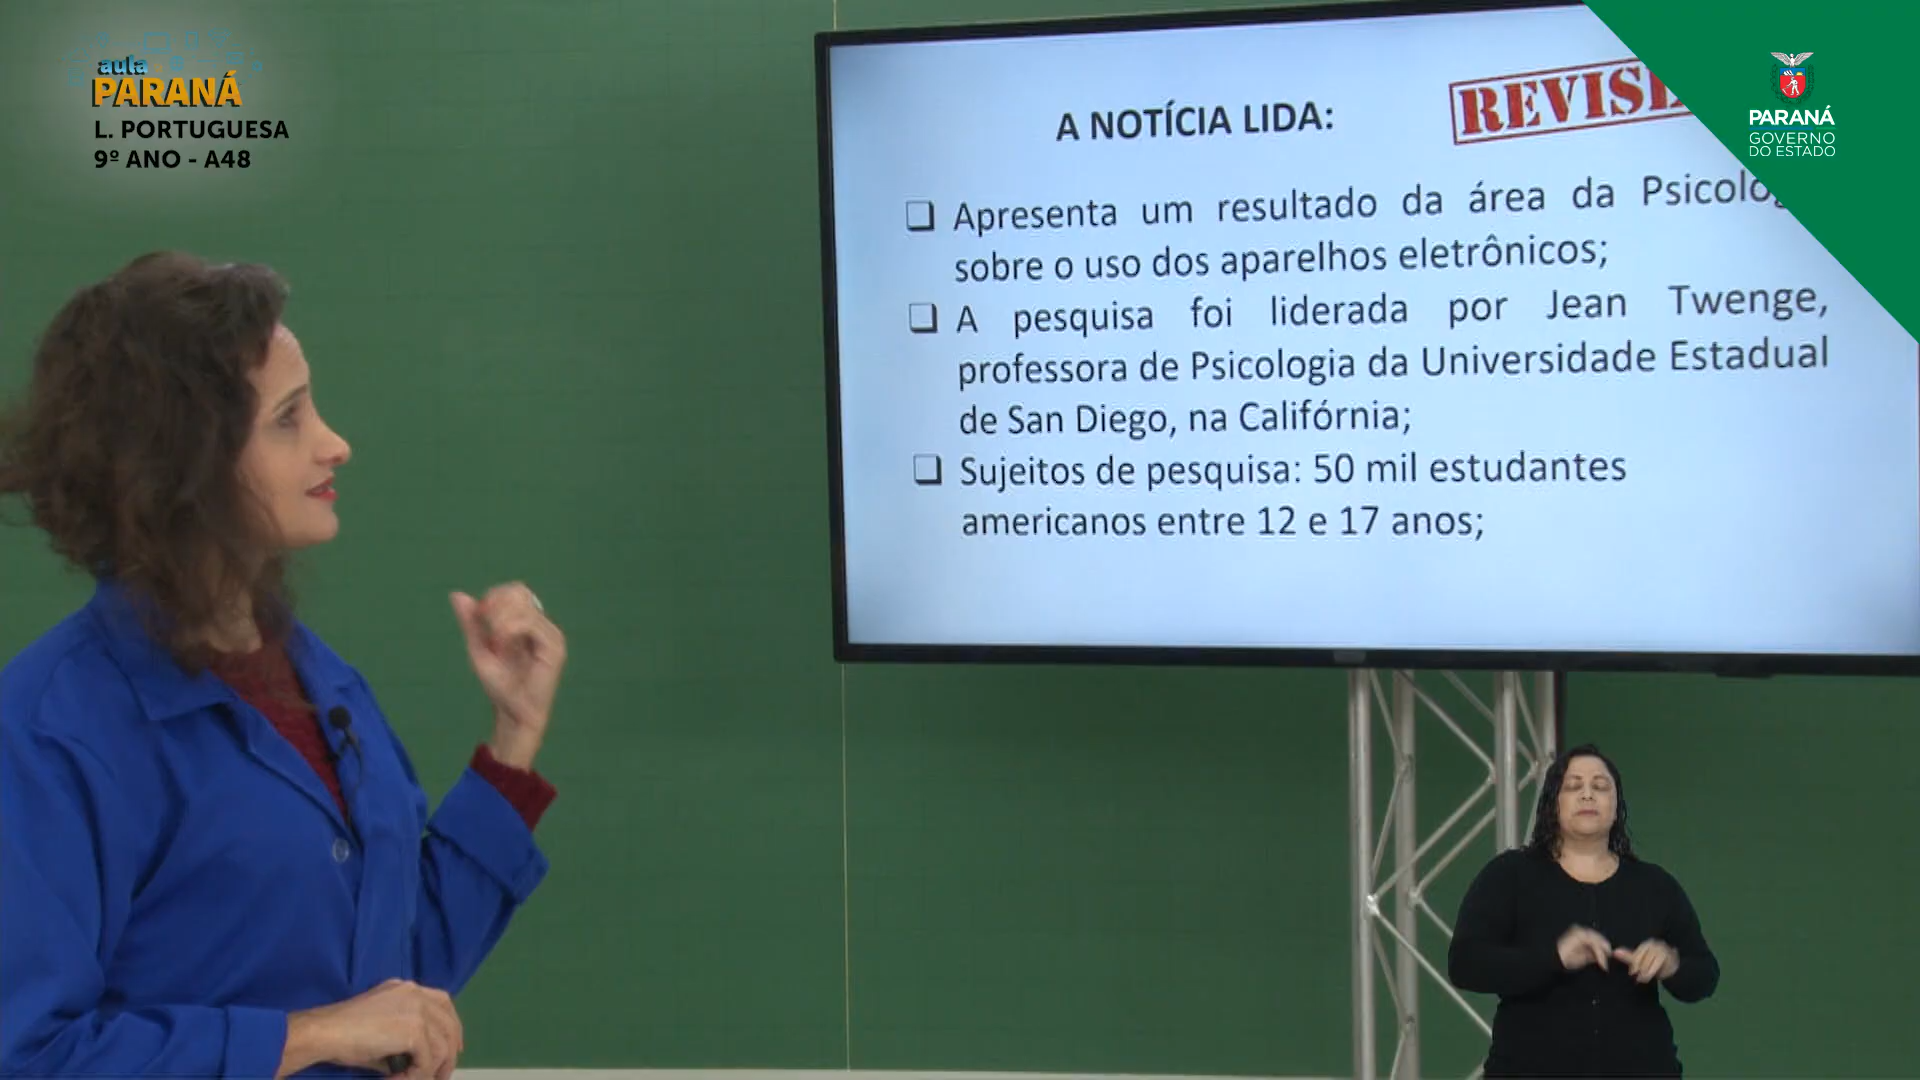 aula
PARANÁ
L. PORTUGUESA
9º ANO - A48
A NOTÍCIA LIDA:
Apresenta um resultado da área da
sobre o uso dos aparelhos eletrônicos;
A pesquisa foi liderada por Jean Twenge,
professora de Psicologia da Universidade Estadual
de San Diego, na Califórnia;
Sujeitos de pesquisa: 50 mil estudantes
americanos entre 12 e 17 anos;
PARANÁ
GOVERNO
DO ESTADO